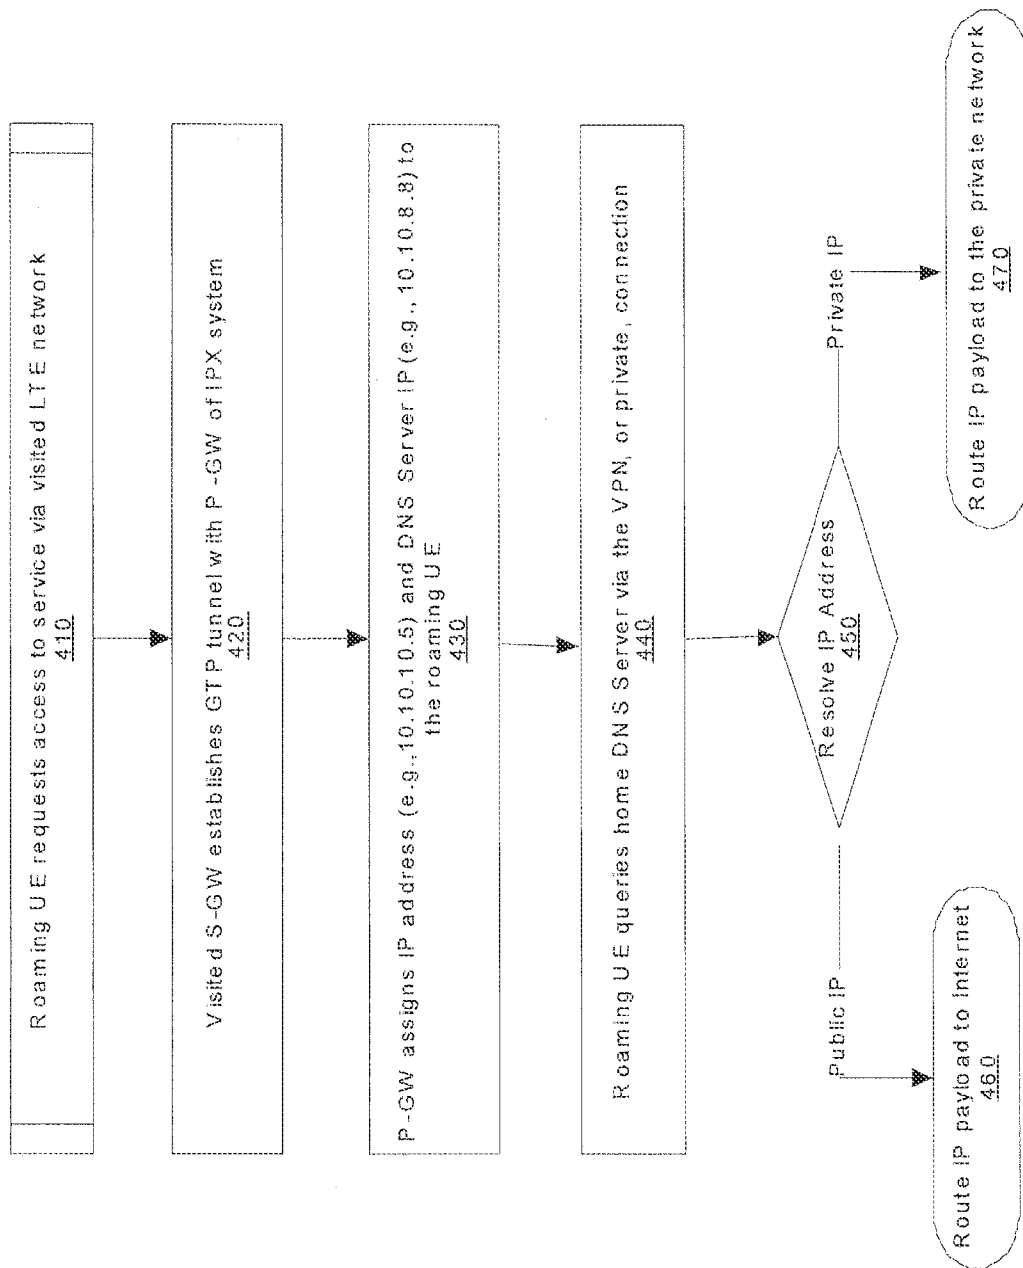 Roaming UE requests access to service via visited LTE network
410
Visited S-GW establishes GTP tunnel with P-GW of IPX system
420
P-GW assigns IP address (e.g., 10.10.10.5) and DNS Server IP (e.g., 10.10.8.8) to
the roaming UE
430
Roaming UE queries home DNS Server via the VPN, or private, connection
440
Resolve IP Address
450
Public IP
Private IP
Route IP payload to Internet
460
Route IP payload to the private network
470